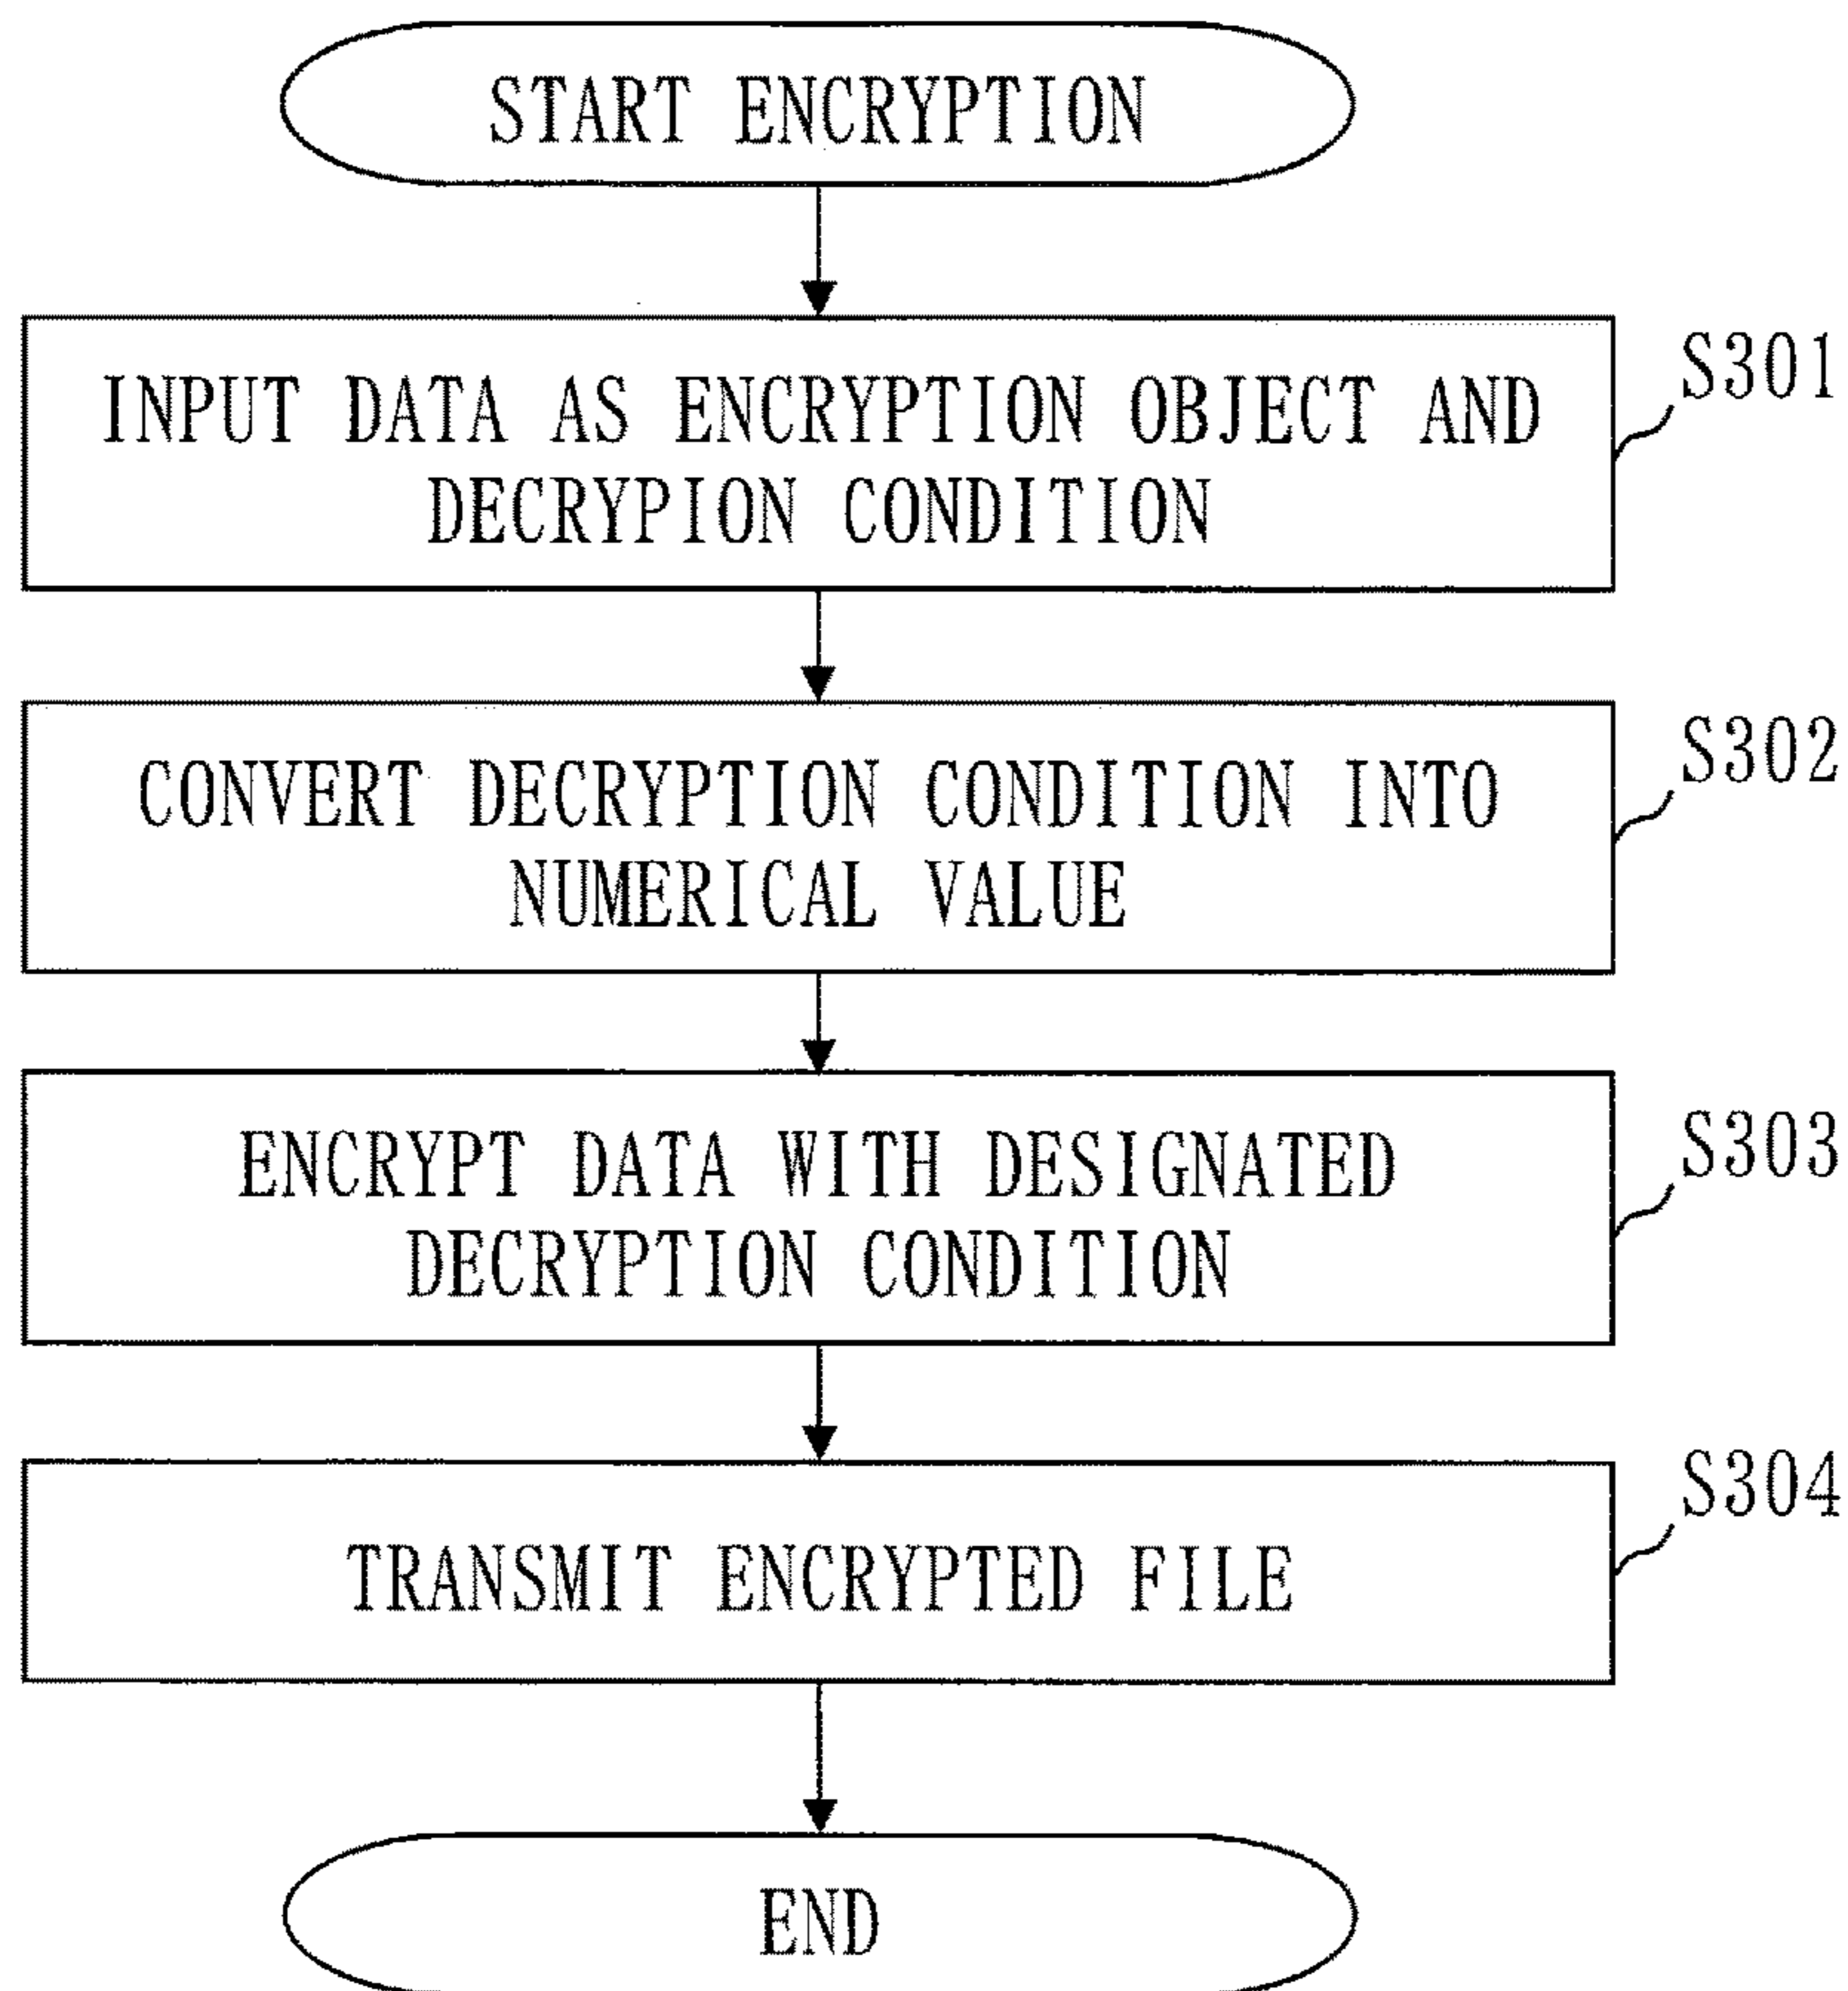 START ENCRYPTION
S301
INPUT DATA AS ENCRYPTION OBJECT AND
DECRYPION CONDITION
S302
CONVERT DECRYPTION CONDITION INTO
NUMERICAL VALUE
S303
ENCRYPT DATA WITH DESIGNATED
DECRYPTION CONDITION
S304
TRANSMIT ENCRYPTED FILE
END